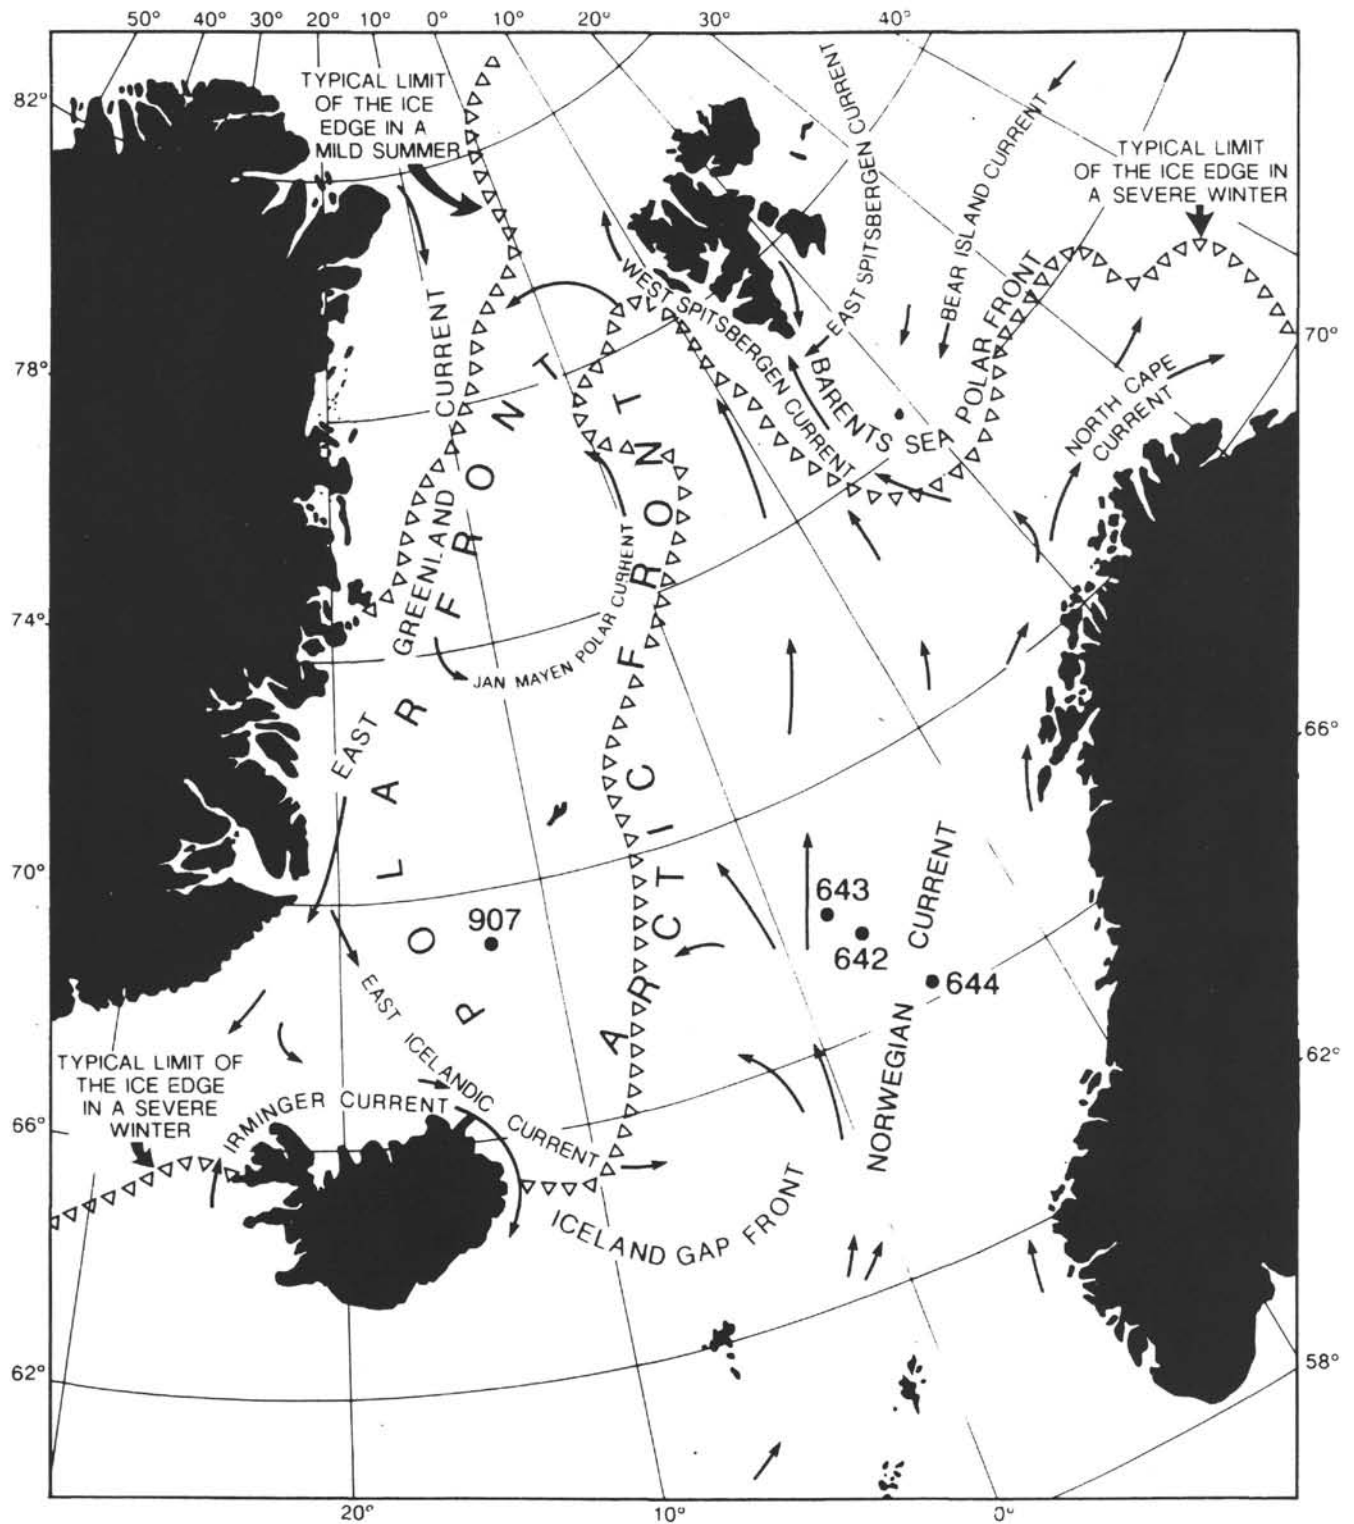 50° 40° 30° 20° 10° 0° 10° 20° 30° 40°
TYPICAL LIMIT
OF THE ICE
EDGE IN A
MILD SUMMER
82°
EAST SPITSBERGEN CURRENT
BEAR ISLAND CURRENT
TYPICAL LIMIT
OF THE ICE EDGE IN
A SEVERE WINTER
WEST SPITSBERGEN CURRENT
BARENTS SEA
POLAR FRONT
70°
78°
NORTH CAPE
CURRENT
EAST GREENLAND CURRENT
POLAR FRONT
ARCTIC FRONT
JAN MAYEN POLAR CURRENT
74°
66°
70°
907
643
642
644
NORWEGIAN CURRENT
EAST ICELANDIC CURRENT
62°
TYPICAL LIMIT OF
THE ICE EDGE
IN A SEVERE
WINTER
IRMINGER CURRENT
66°
ICELAND GAP FRONT
62°
58°
20° 10° 0°